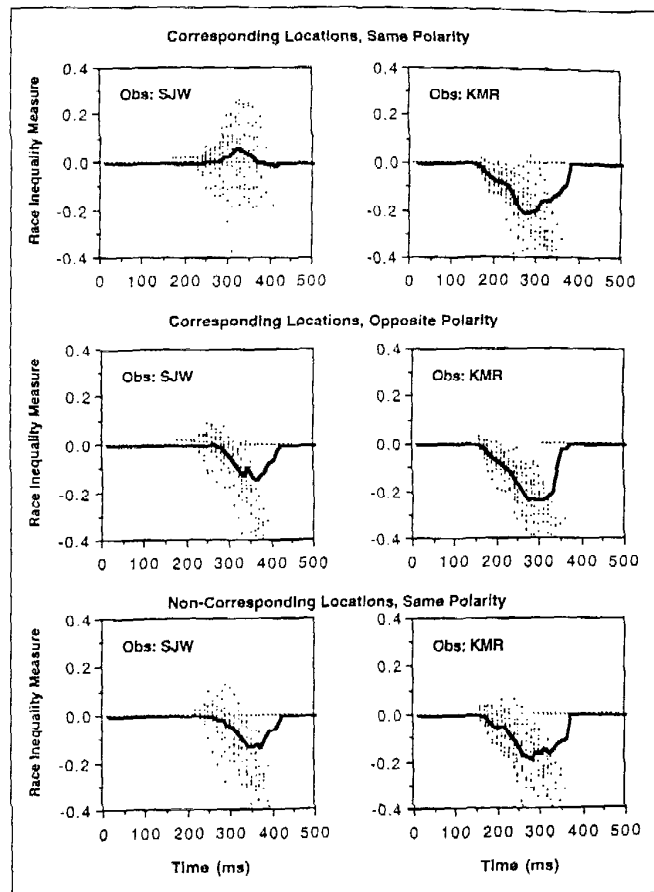 Corresponding Locations, Same Polarity
Race Inequality Measure
0.4
0.2
0.0
-0.2
-0.4
Obs: SJW
0 100 200 300 400 500
0.4
0.2
0.0
-0.2
-0.4
Obs: KMR
0 100 200 300 400 500
Corresponding Locations, Opposite Polarity
Race Inequality Measure
0.4
0.2
0.0
-0.2
-0.4
Obs: SJW
0 100 200 300 400 500
0.4
0.2
0.0
-0.2
-0.4
Obs: KMR
0 100 200 300 400 500
Non-Corresponding Locations, Same Polarity
Race Inequality Measure
0.4
0.2
0.0
-0.2
-0.4
Obs: SJW
0 100 200 300 400 500
Time (ms)
0.4
0.2
0.0
-0.2
-0.4
Obs: KMR
0 100 200 300 400 500
Time (ms)